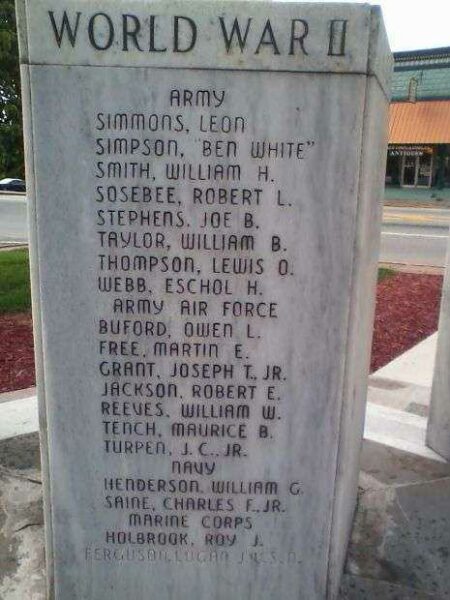 WORLD WAR II
ARMY
SIMMONS, LEON
SIMPSON, "BEN WHITE"
SMITH, WILLIAM H.
SOSEBEE, ROBERT L.
STEPHENS, JOE B.
TAYLOR, WILLIAM B.
THOMPSON, LEWIS O.
WEBB, ESCHOL H.
ARMY AIR FORCE
BUFORD, OWEN L.
FREE, MARTIN E.
GRANT, JOSEPH T., JR.
JACKSON, ROBERT E.
REEVES, WILLIAM W.
TENCH, MAURICE B.
TURPEN, J. C., JR.
NAVY
HENDERSON, WILLIAM G.
SAINE, CHARLES F., JR.
MARINE CORPS
HOLBROOK, ROY J.
FERGUSON,
ANTIQUES